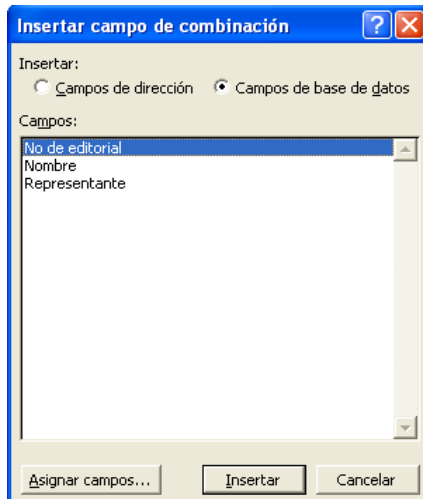 Insertar campo de combinación
Insertar:
Campos de dirección Campos de base de datos
Campos:
No de editorial
Nombre
Representante
Asignar campos... Insertar Cancelar